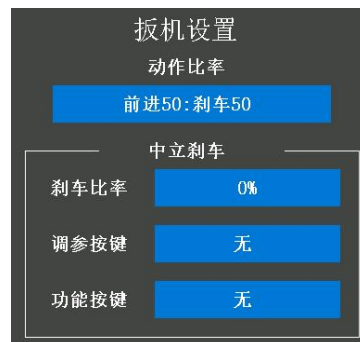 扳机设置
动作比率
前进50:刹车50
中立刹车
刹车比率 0%
调参按键 无
功能按键 无